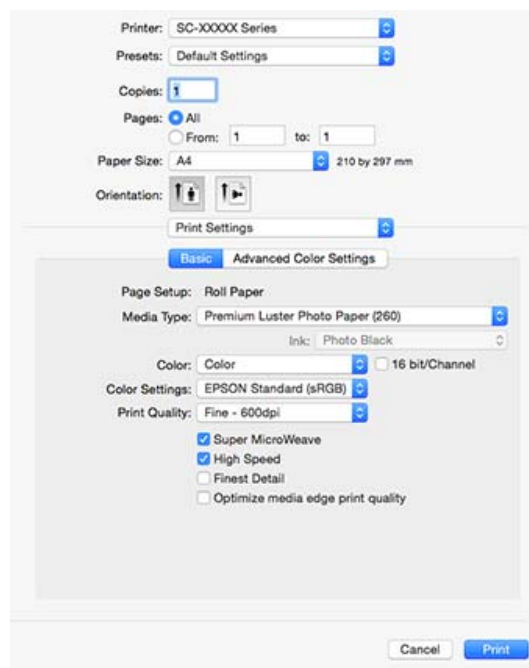 Printer: SC-XXXXX Series
Presets: Default Settings
Copies: 1
Pages: All
From: 1 to: 1
Paper Size: A4 210 by 297 mm
Orientation:
Print Settings
Basic Advanced Color Settings
Page Setup: Roll Paper
Media Type: Premium Luster Photo Paper (260)
Ink: Photo Black
Color: Color 16 bit/Channel
Color Settings: EPSON Standard (sRGB)
Print Quality: Fine - 600dpi
Super MicroWeave
High Speed
Finest Detail
Optimize media edge print quality
Cancel Print